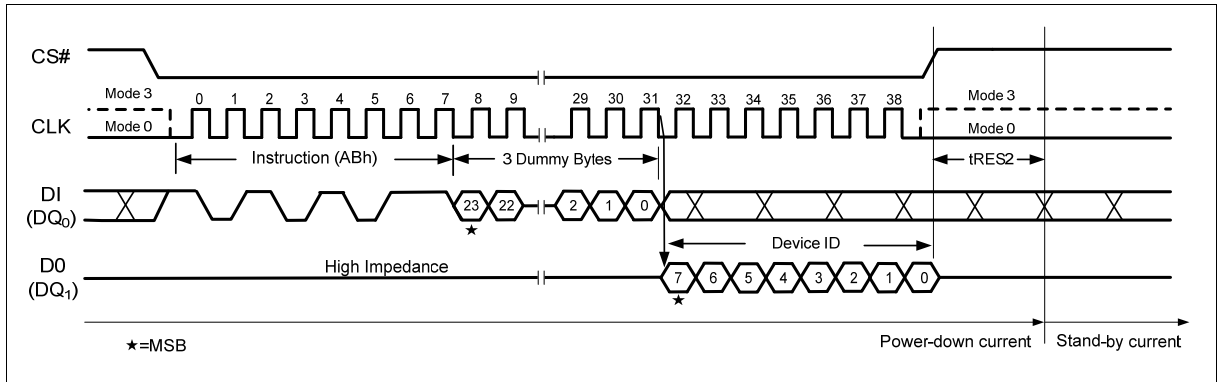 CS#
Mode 3
0 1 2 3 4 5 6 7 8 9 29 30 31 32 33 34 35 36 37 38
Mode 3
CLK
Mode 0
Mode 0
Instruction (ABh)
3 Dummy Bytes
tRES2
DI
(DQ0)
23 22 2 1 0
★
Device ID
D0
(DQ1)
High Impedance
7 6 5 4 3 2 1 0
★
★=MSB
Power-down current
Stand-by current